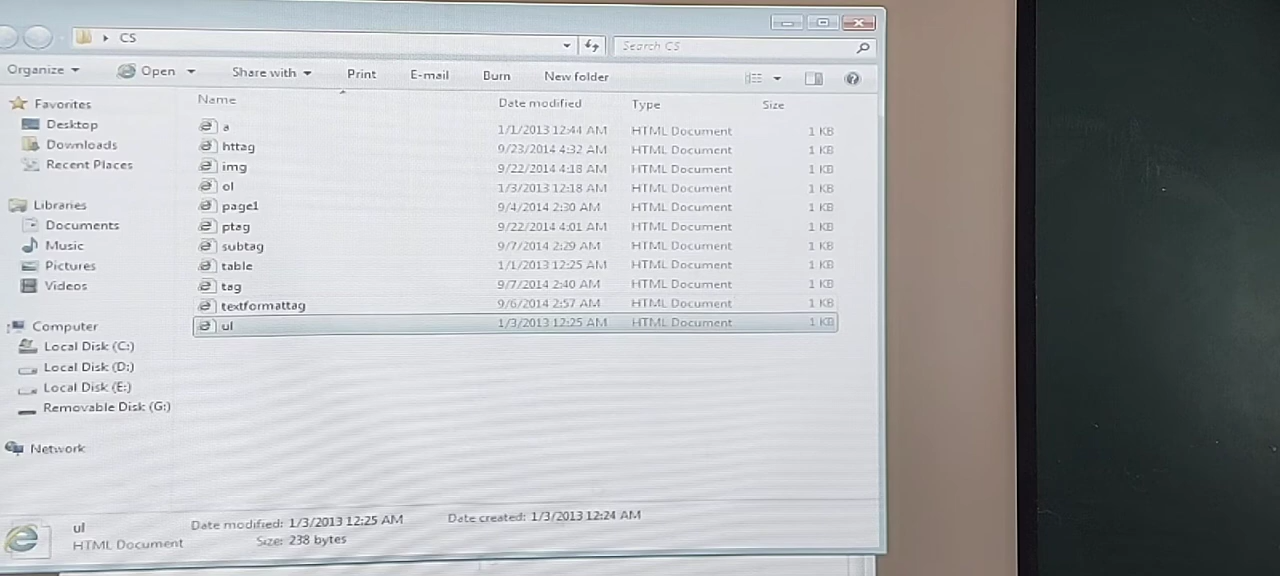 CS
Search CS
Organize Open Share with Print E-mail Burn New folder
Name Date modified Type Size
Favorites
Desktop
Downloads
Recent Places
Libraries
Documents
Music
Pictures
Videos
Computer
Local Disk (C:)
Local Disk (D:)
Local Disk (E:)
Removable Disk (G:)
Network
a 1/1/2013 12:44 AM HTML Document 1 KB
httag 9/23/2014 4:32 AM HTML Document 1 KB
img 9/22/2014 4:18 AM HTML Document 1 KB
ol 1/3/2013 12:18 AM HTML Document 1 KB
page1 9/4/2014 2:30 AM HTML Document 1 KB
ptag 9/22/2014 4:01 AM HTML Document 1 KB
subtag 9/7/2014 2:29 AM HTML Document 1 KB
table 1/1/2013 12:25 AM HTML Document 1 KB
tag 9/7/2014 2:40 AM HTML Document 1 KB
textformattag 9/6/2014 2:57 AM HTML Document 1 KB
ul 1/3/2013 12:25 AM HTML Document 1 KB
ul Date modified: 1/3/2013 12:25 AM Date created: 1/3/2013 12:24 AM
HTML Document Size: 238 bytes